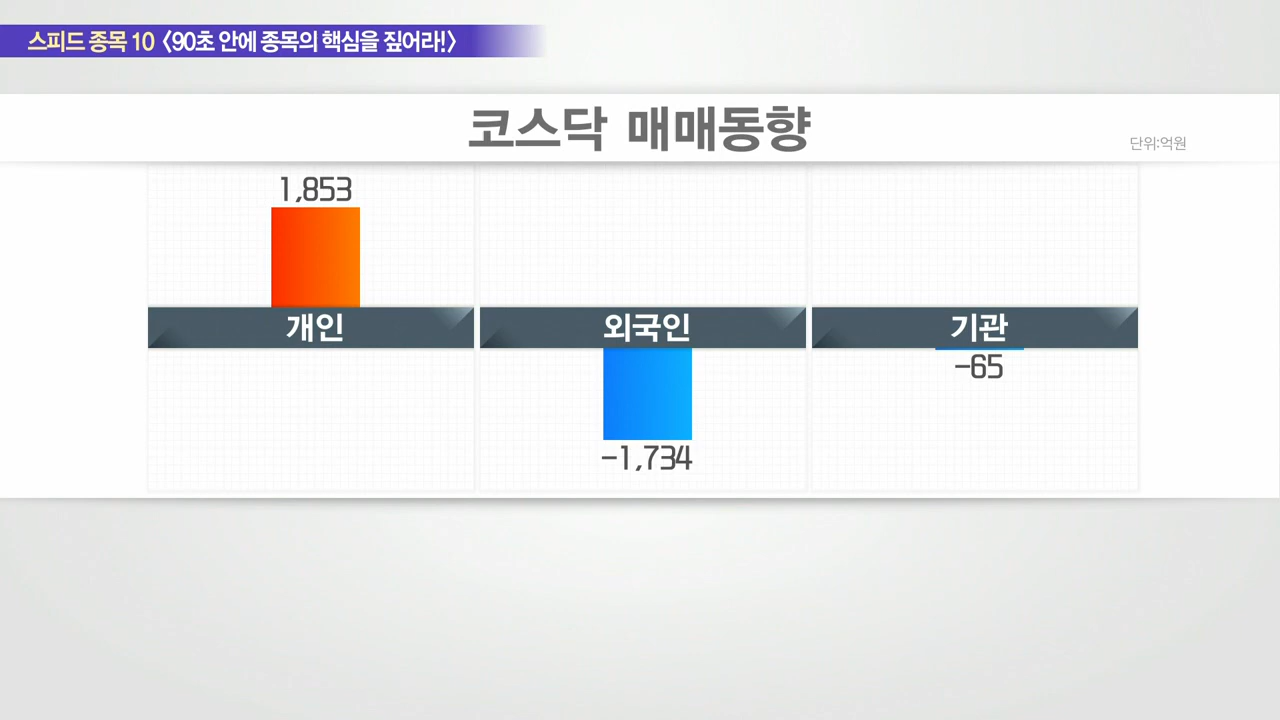 스피드 종목 10 〈90초 안에 종목의 핵심을 짚어라!〉
코스닥 매매동향
단위:억원
1,853
개인
외국인
기관
-65
-1,734